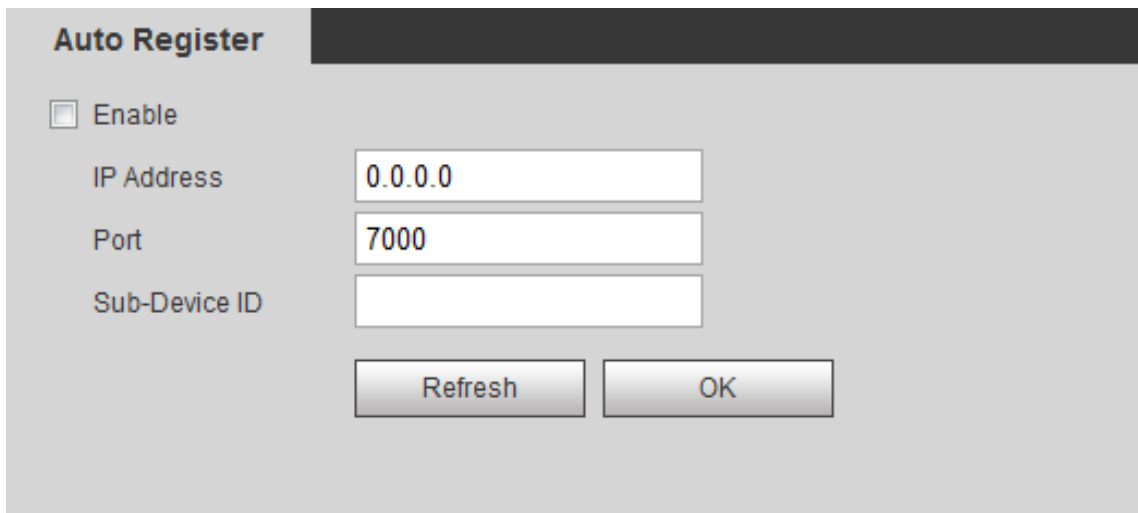 Auto Register
Enable
IP Address 0.0.0.0
Port 7000
Sub-Device ID
Refresh OK